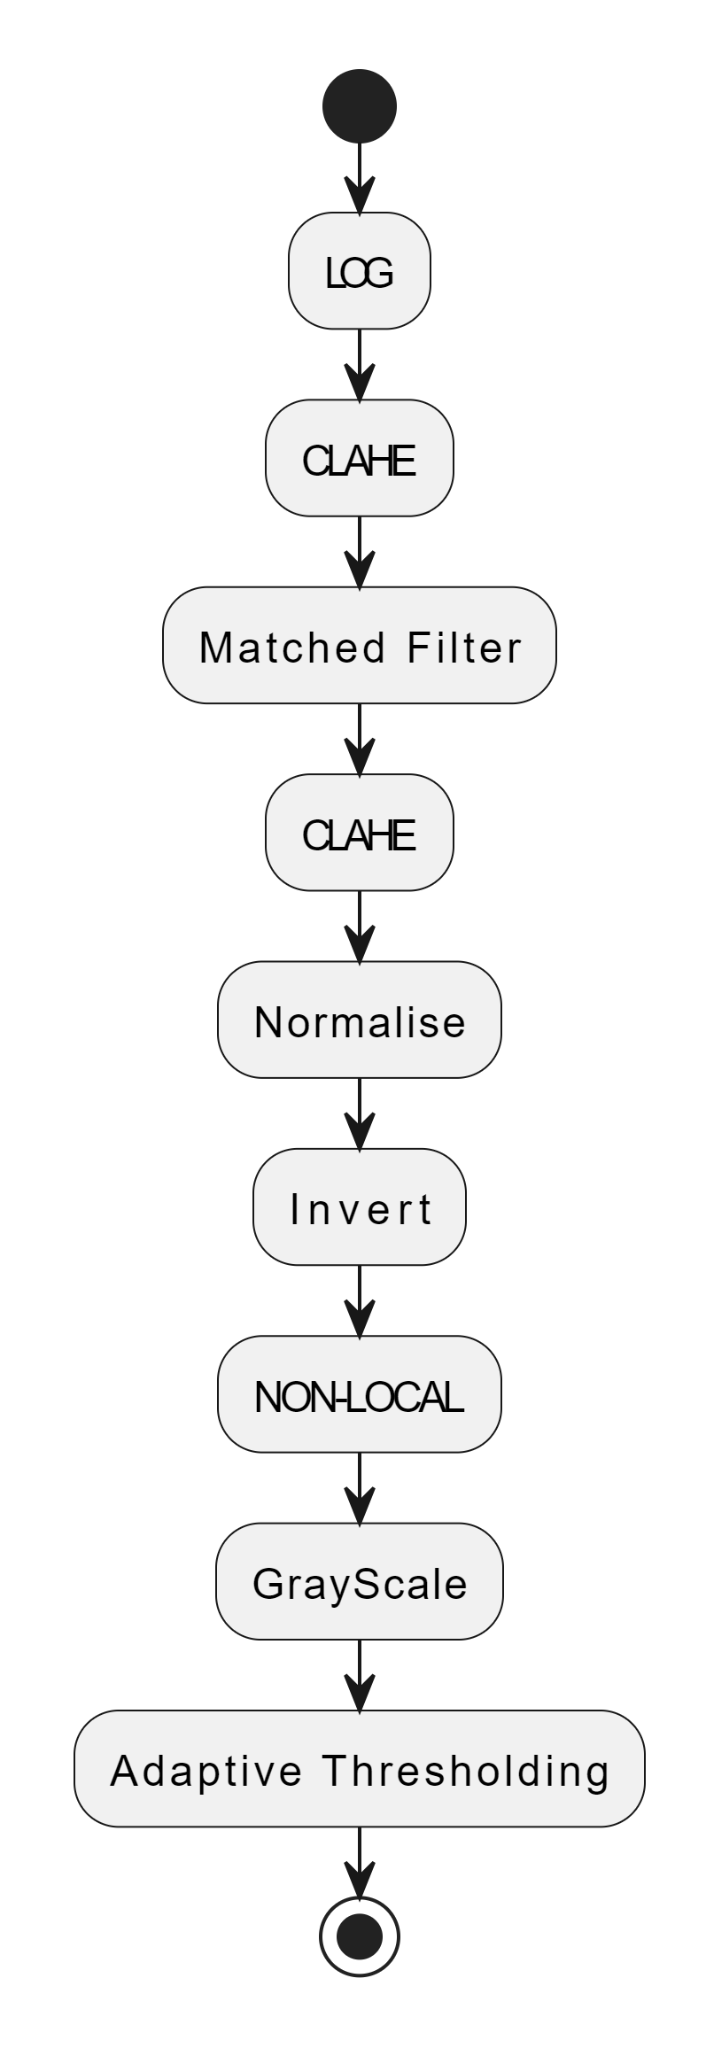 LOG
CLAHE
Matched Filter
CLAHE
Normalise
Invert
NON-LOCAL
GrayScale
Adaptive Thresholding